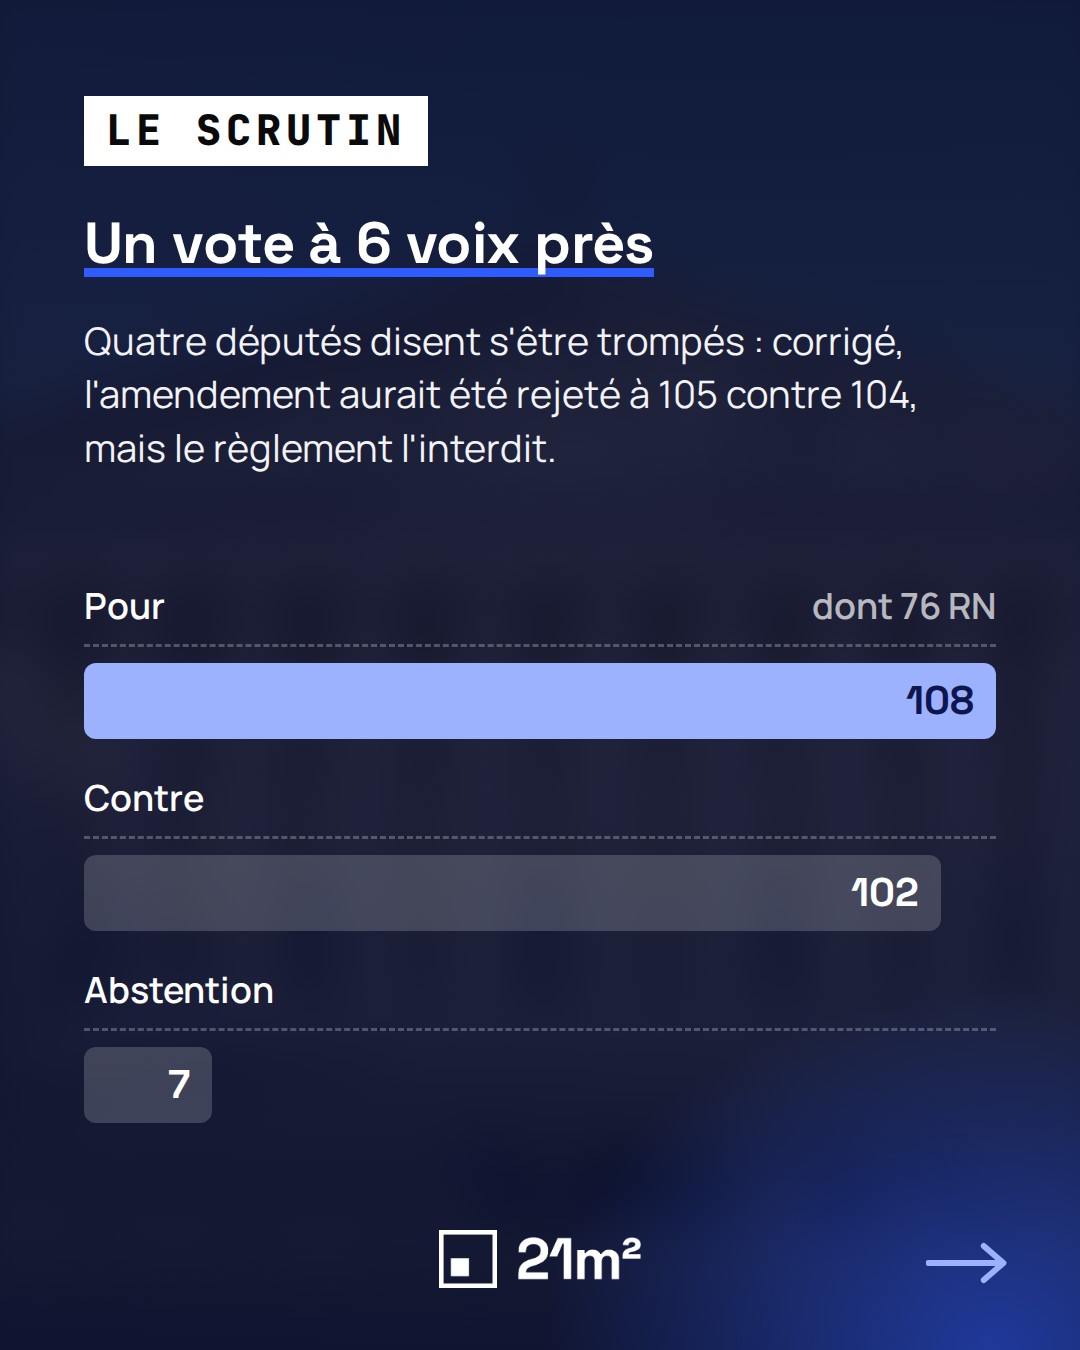 LE SCRUTIN
Un vote à 6 voix près
Quatre députés disent s'être trompés : corrigé,
l'amendement aurait été rejeté à 105 contre 104,
mais le règlement l'interdit.
Pour dont 76 RN
108
Contre
102
Abstention
7
21m²